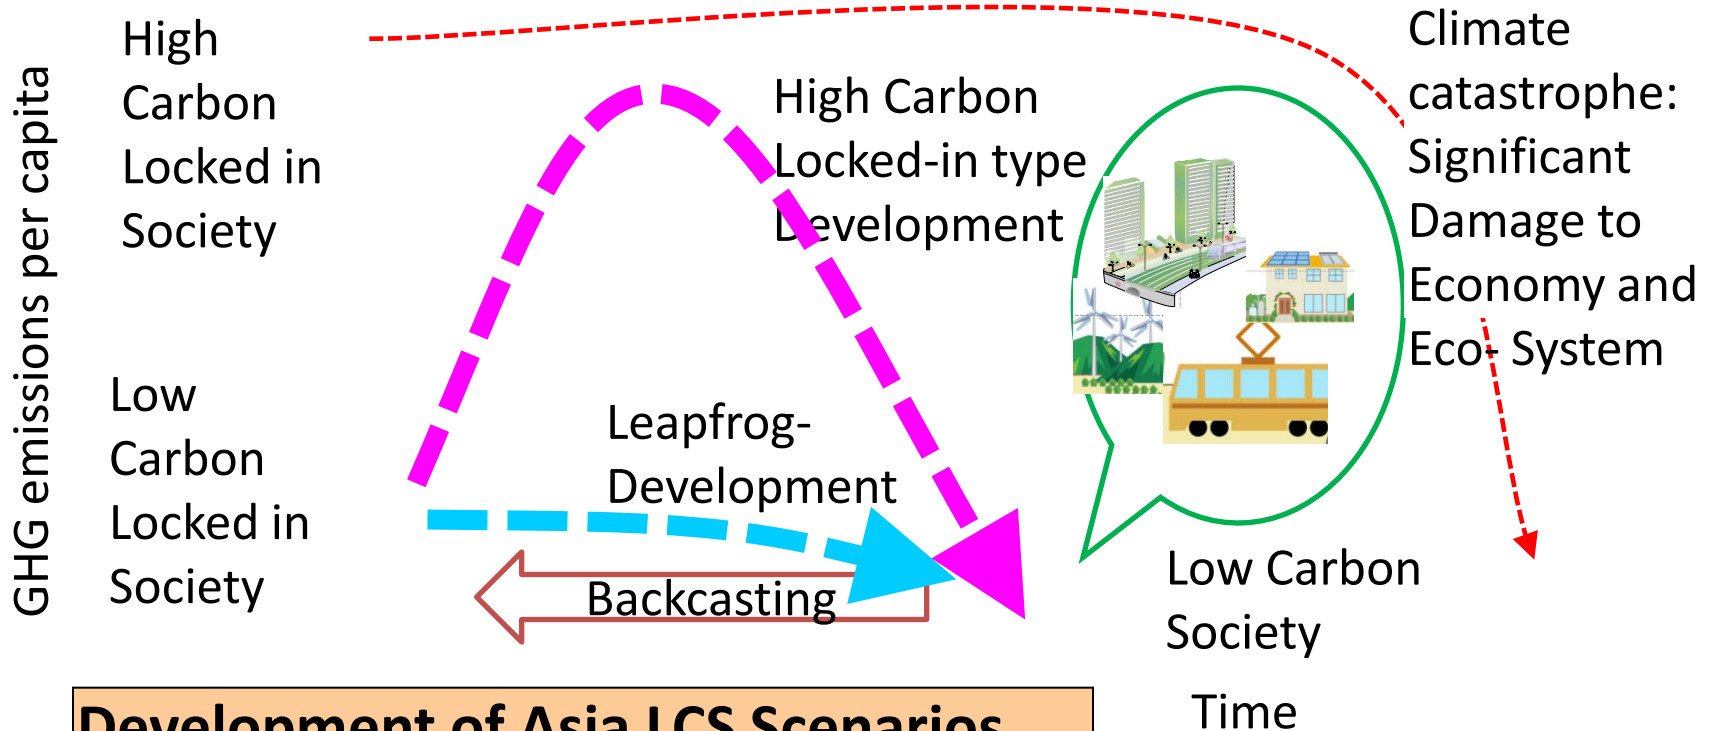 GHG emissions per capita
High
Carbon
Locked in
Society
High Carbon
Locked-in type
Development
Climate
catastrophe:
Significant
Damage to
Economy and
Eco- System
Low
Carbon
Locked in
Society
Leapfrog-
Development
Backcasting
Low Carbon
Society
Time
Development of Asia LCS Scenarios